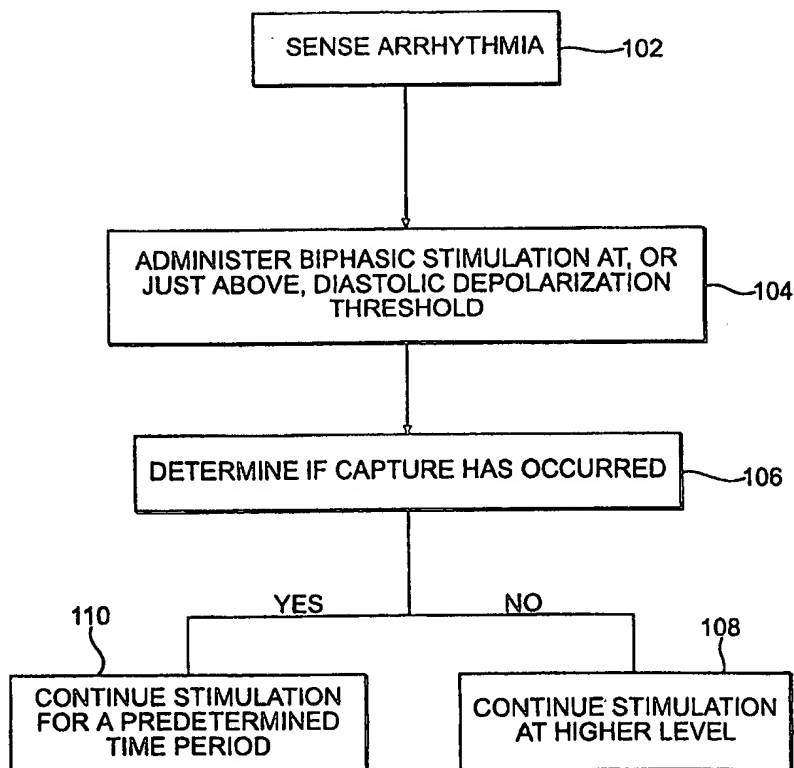 SENSE ARRHYTHMIA
102
ADMINISTER BIPHASIC STIMULATION AT, OR
JUST ABOVE, DIASTOLIC DEPOLARIZATION
THRESHOLD
104
DETERMINE IF CAPTURE HAS OCCURRED
106
YES
NO
110
108
CONTINUE STIMULATION
FOR A PREDETERMINED
TIME PERIOD
CONTINUE STIMULATION
AT HIGHER LEVEL